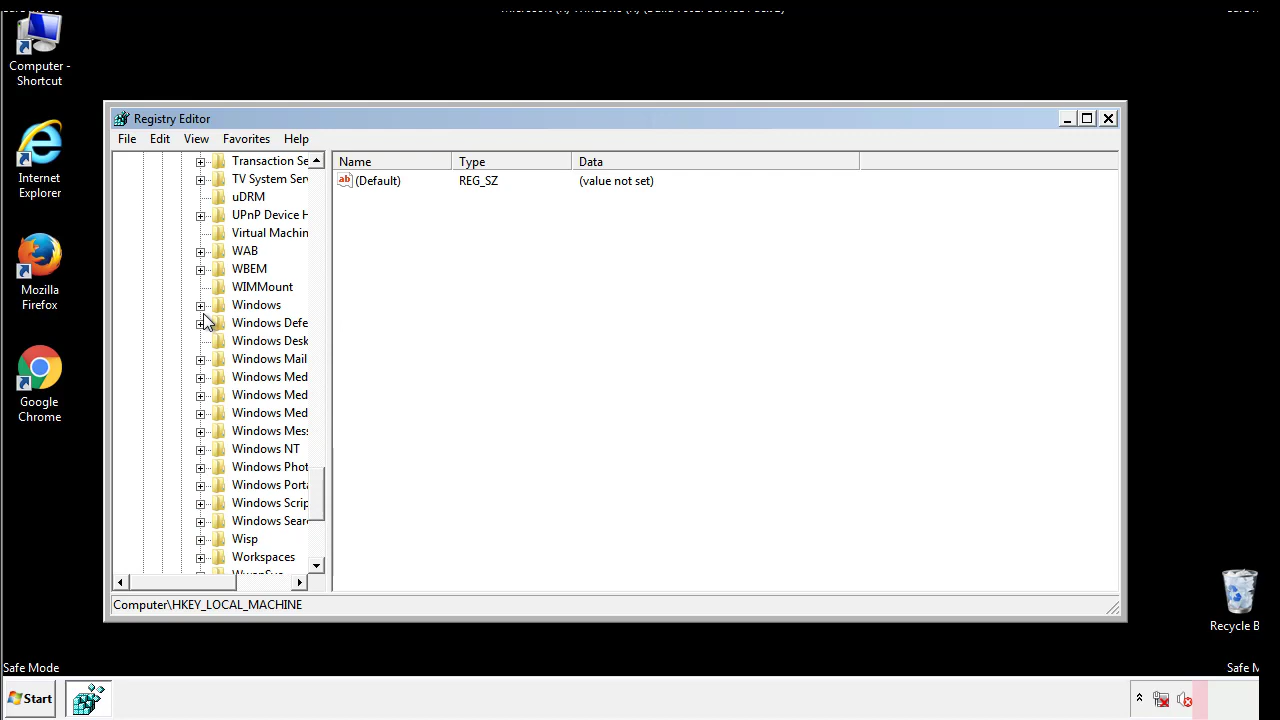 Computer -
Shortcut
Internet
Explorer
Mozilla
Firefox
Google
Chrome
Registry Editor
File Edit View Favorites Help
Transaction Se
TV System Serv
uDRM
UPnP Device H
Virtual Machin
WAB
WBEM
WIMMount
Windows
Windows Defe
Windows Desk
Windows Mail
Windows Med
Windows Med
Windows Med
Windows Mess
Windows NT
Windows Phot
Windows Porta
Windows Scrip
Windows Sear
Wisp
Workspaces
Name Type Data
ab (Default) REG_SZ (value not set)
Computer\HKEY_LOCAL_MACHINE
Recycle B
Safe Mode
Safe M
Start